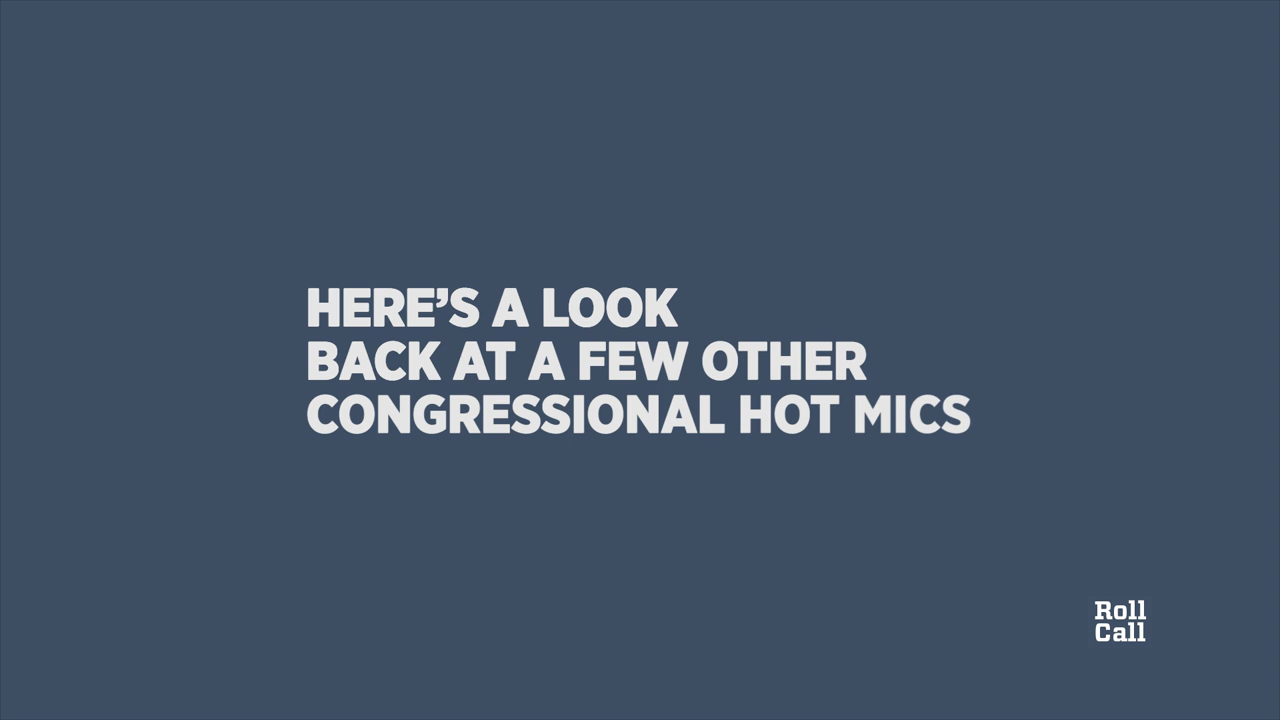 HERE’S A LOOK
BACK AT A FEW OTHER
CONGRESSIONAL HOT MICS
Roll
Call